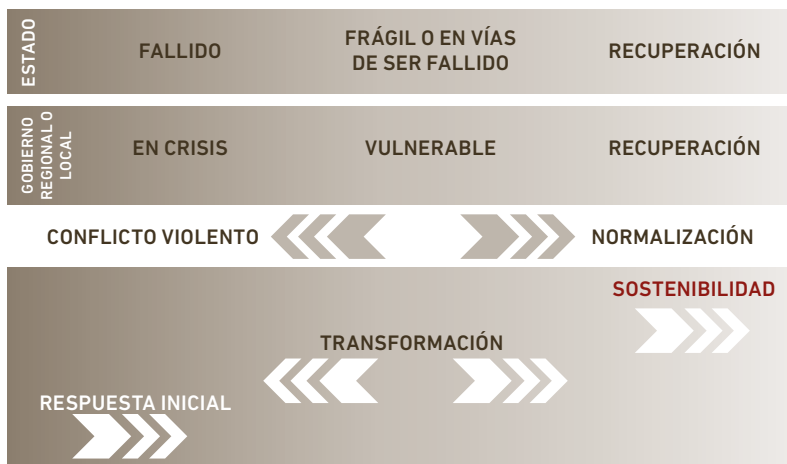 ESTADO
FALLIDO
FRÁGIL O EN VÍAS
DE SER FALLIDO
RECUPERACIÓN
GOBIERNO
REGIONAL O
LOCAL
EN CRISIS
VULNERABLE
RECUPERACIÓN
CONFLICTO VIOLENTO
NORMALIZACIÓN
SOSTENIBILIDAD
TRANSFORMACIÓN
RESPUESTA INICIAL